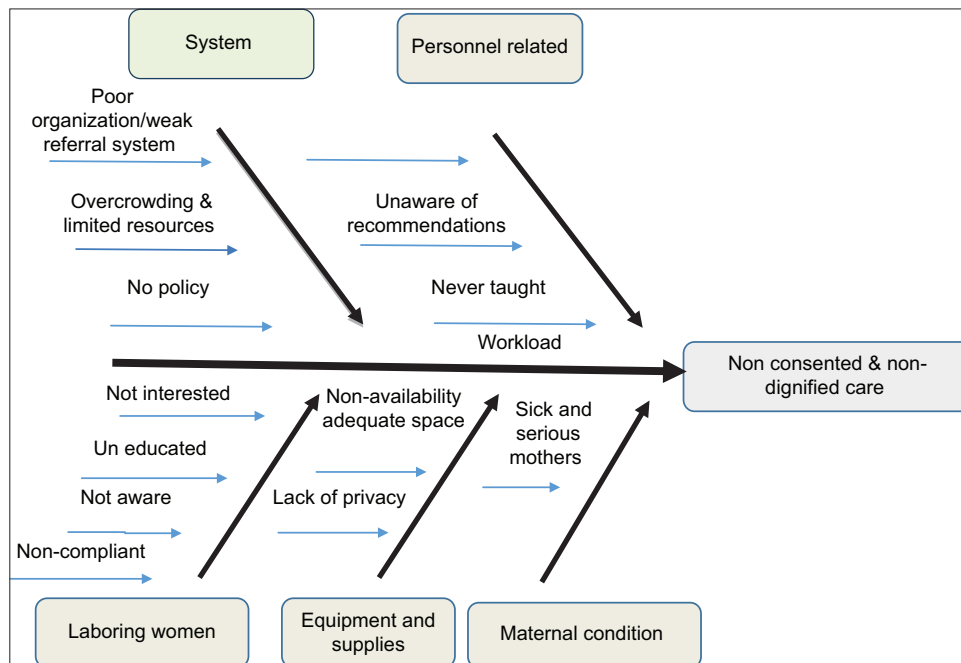 System
Personnel related
Poor
organization/weak
referral system
Overcrowding &
limited resources
Unaware of
recommendations
No policy
Never taught
Workload
Non consented & non-
dignified care
Not interested
Non-availability
adequate space
Sick and
serious
mothers
Un educated
Not aware
Lack of privacy
Non-compliant
Laboring women
Equipment and
supplies
Maternal condition